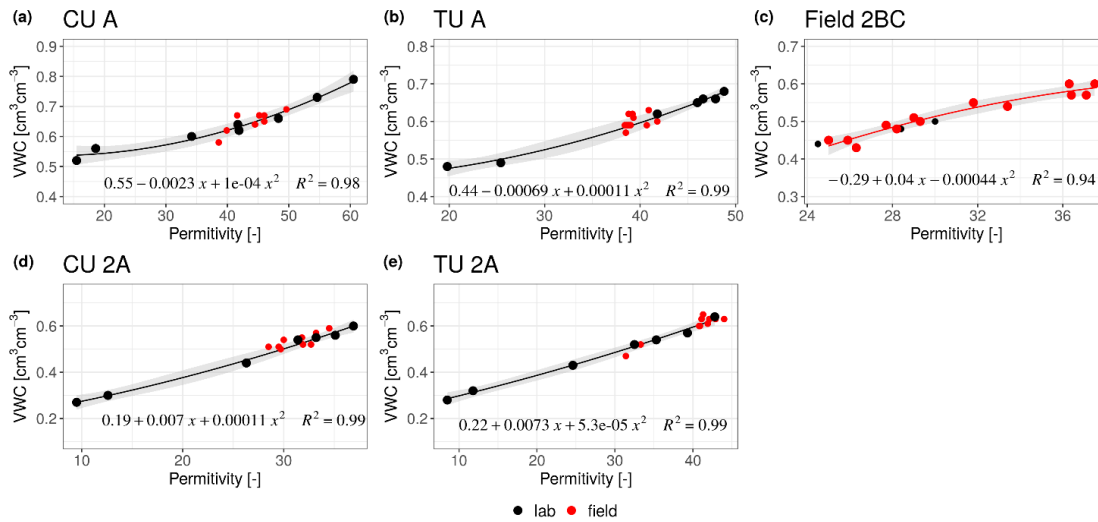 (a) CU A
(b) TU A
(c) Field 2BC
VWC [cm³cm⁻³]
0.9
0.8
0.7
0.6
0.5
0.4
0.55 − 0.0023 x + 1e-04 x² R² = 0.98
20 30 40 50 60
Permitivity [-]
VWC [cm³cm⁻³]
0.8
0.7
0.6
0.5
0.4
0.44 − 0.00069 x + 0.00011 x² R² = 0.99
20 30 40 50
Permitivity [-]
VWC [cm³cm⁻³]
0.7
0.6
0.5
0.4
0.3
−0.29 + 0.04 x − 0.00044 x² R² = 0.94
24 28 32 36
Permitivity [-]
(d) CU 2A
(e) TU 2A
VWC [cm³cm⁻³]
0.6
0.4
0.2
0.19 + 0.007 x + 0.00011 x² R² = 0.99
10 20 30
Permitivity [-]
VWC [cm³cm⁻³]
0.6
0.4
0.2
0.22 + 0.0073 x + 5.3e-05 x² R² = 0.99
10 20 30 40
Permitivity [-]
lab field